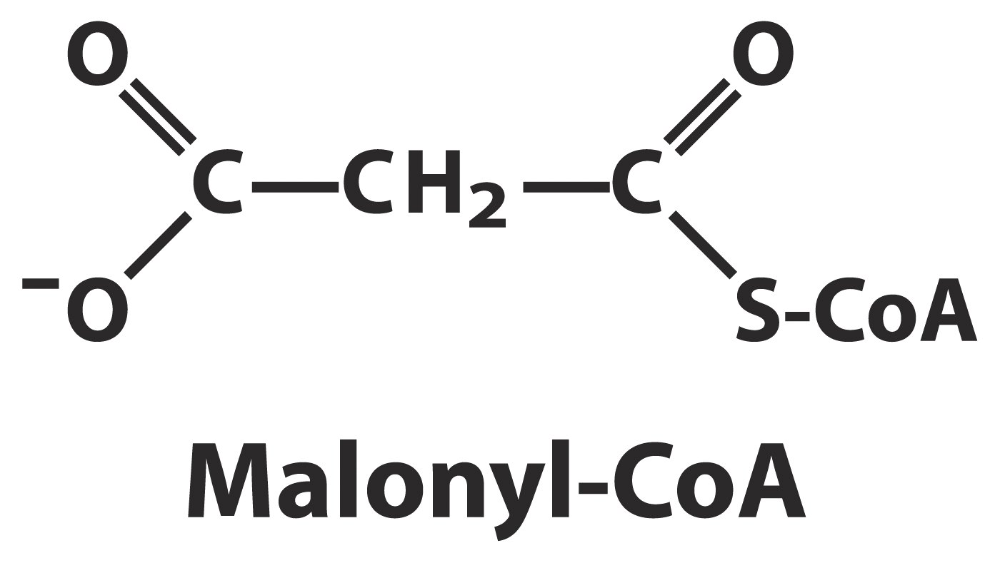 O O
C CH₂ C
⁻O S-CoA
Malonyl-CoA